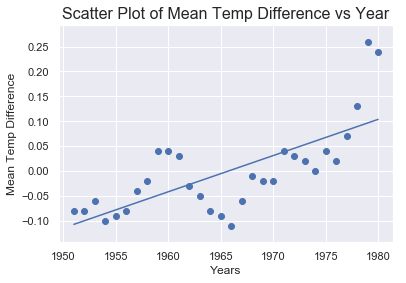 Scatter Plot of Mean Temp Difference vs Year
Mean Temp Difference
0.25
0.20
0.15
0.10
0.05
0.00
−0.05
−0.10
1950 1955 1960 1965 1970 1975 1980
Years